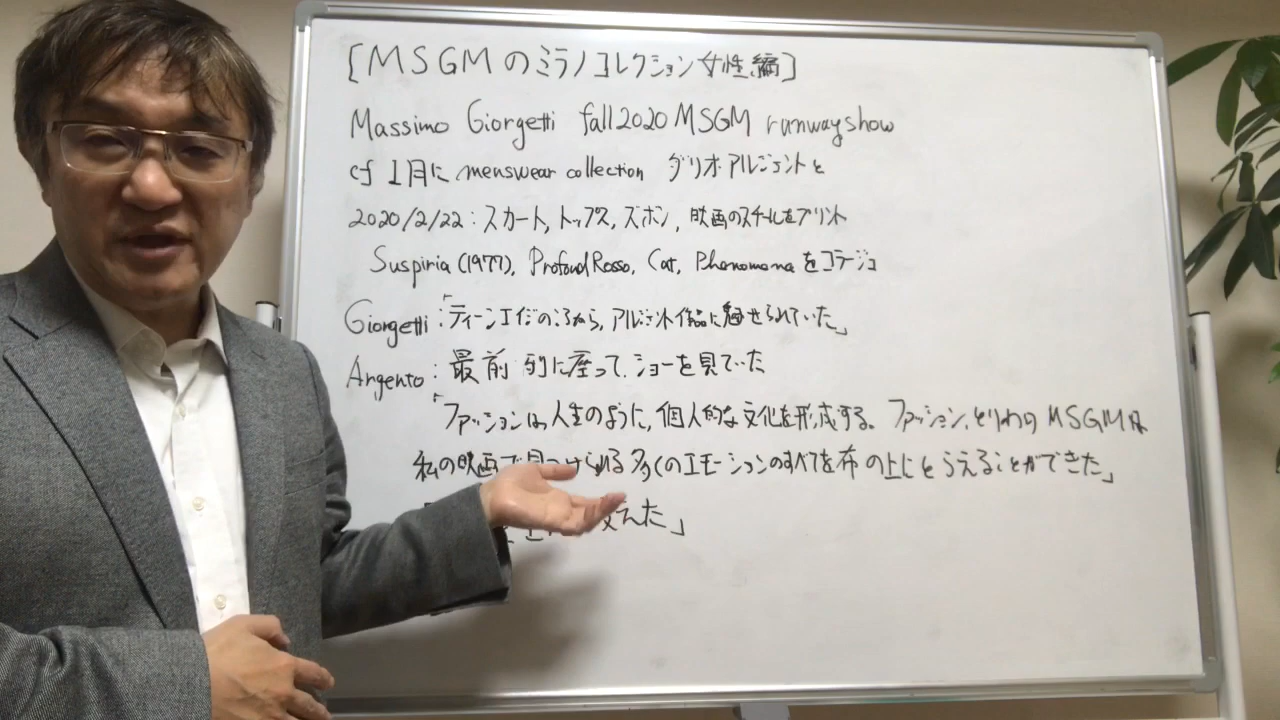 [MSGMのミラノコレクション女性編]
Massimo Giorgetti fall2020 MSGM runwayshow
cf 1月に menswear collection ダリオ・アルジェントと
2020/2/22：スカート,トップス,ズボン,映画のスチールをプリント
Suspiria (1977), Profond Rosso, Cat, Phenomena をコラージュ
Giorgetti：「ティーンエイジのころから,アルジェント作品に魅せられていた」
Argento：最前列に座って,ショーを見ていた
「ファッションは,人生のように,個人的な文化を形成する。ファッション,とりわけMSGMは
私の映画で見つけられる多くのエモーションのすべてを布の上にとらえることができた」
えた」